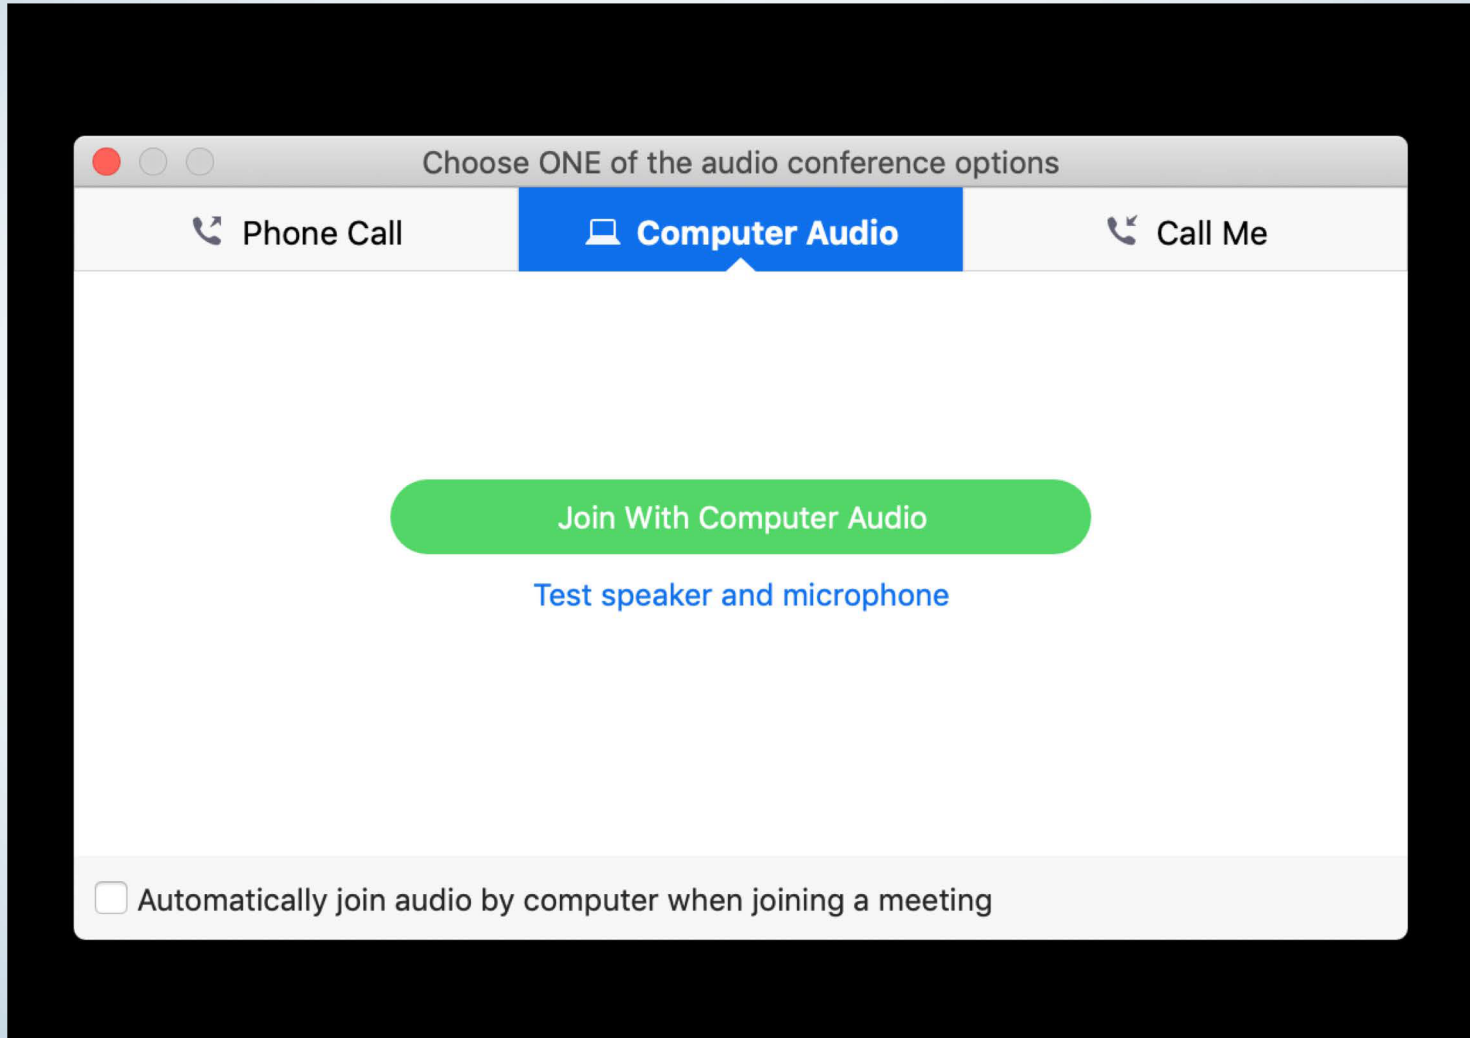 Choose ONE of the audio conference options
Phone Call
Computer Audio
Call Me
Join With Computer Audio
Test speaker and microphone
Automatically join audio by computer when joining a meeting